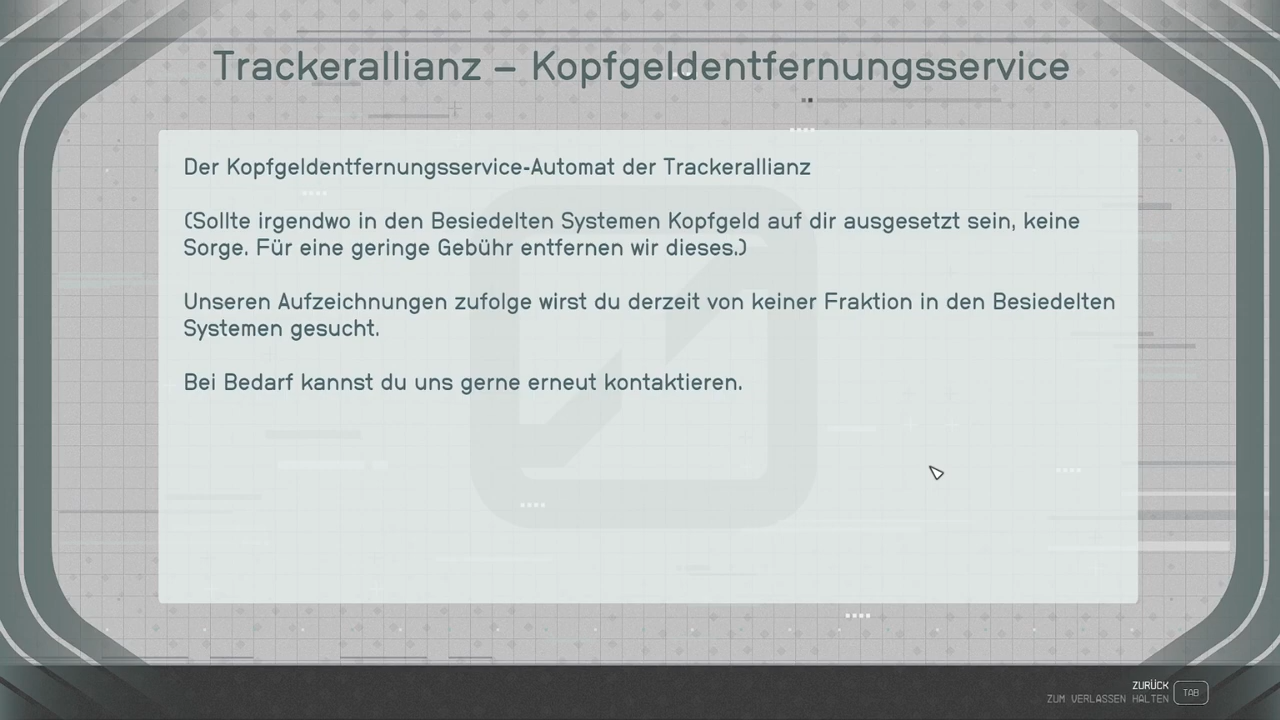 Trackerallianz – Kopfgeldentfernungsservice
Der Kopfgeldentfernungsservice-Automat der Trackerallianz
(Sollte irgendwo in den Besiedelten Systemen Kopfgeld auf dir ausgesetzt sein, keine
Sorge. Für eine geringe Gebühr entfernen wir dieses.)
Unseren Aufzeichnungen zufolge wirst du derzeit von keiner Fraktion in den Besiedelten
Systemen gesucht.
Bei Bedarf kannst du uns gerne erneut kontaktieren.
ZURÜCK
ZUM VERLASSEN HALTEN TAB